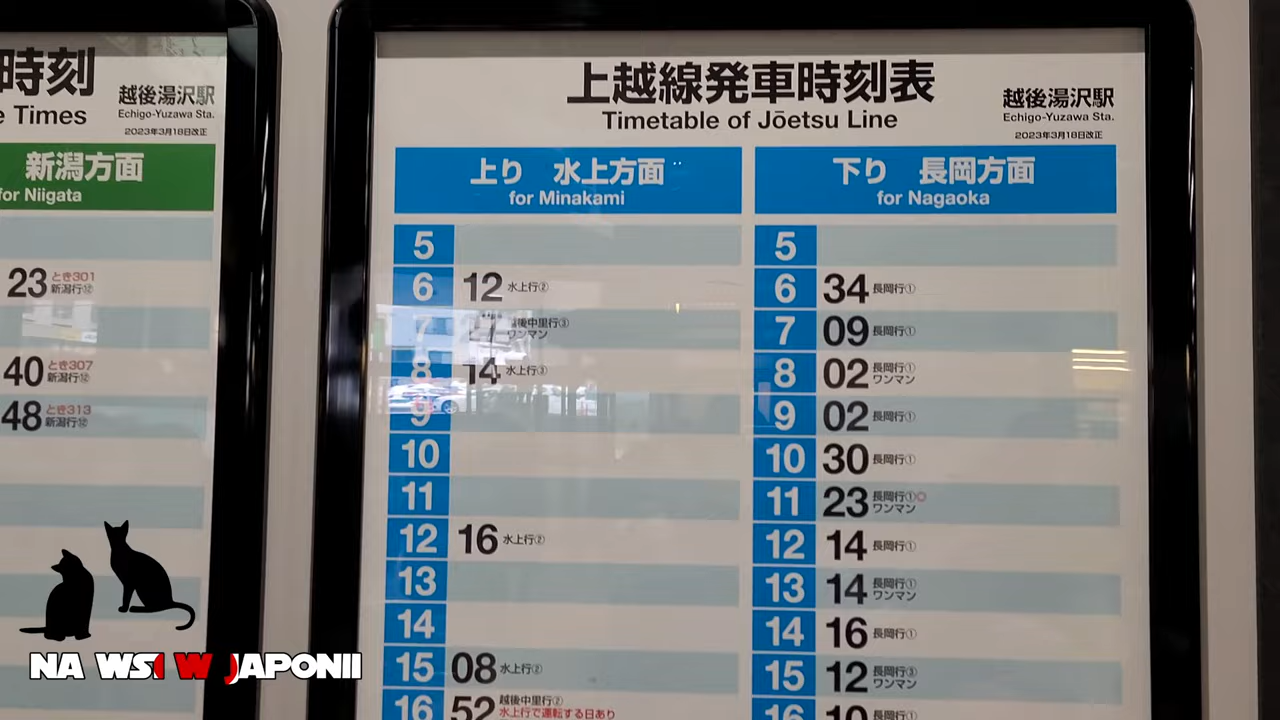 時刻
e Times
越後湯沢駅
Echigo-Yuzawa Sta.
2023年3月18日改正
新潟方面
for Niigata
23 とき301
新潟行⑫
40 とき307
新潟行⑫
48 とき313
新潟行⑫
上越線発車時刻表
Timetable of Jōetsu Line
越後湯沢駅
Echigo-Yuzawa Sta.
2023年3月18日改正
上り 水上方面
for Minakami
5
6 12 水上行②
7 越後中里行③
ワンマン
8 14 水上行③
9
10
11
12 16 水上行②
13
14
15 08 水上行②
16 52 越後中里行②
水上行で運転する日あり
下り 長岡方面
for Nagaoka
5
6 34 長岡行①
7 09 長岡行①
8 02 長岡行①
ワンマン
9 02 長岡行①
10 30 長岡行①
11 23 長岡行①◎
ワンマン
12 14 長岡行①
13 14 長岡行①
ワンマン
14 16 長岡行①
15 12 長岡行③
ワンマン
16 10 長岡行①
NA WSI W JAPONII